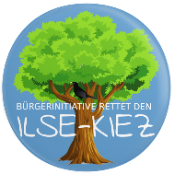 BÜRGERINITIATIVE RETTET DEN
ILSE-KIEZ